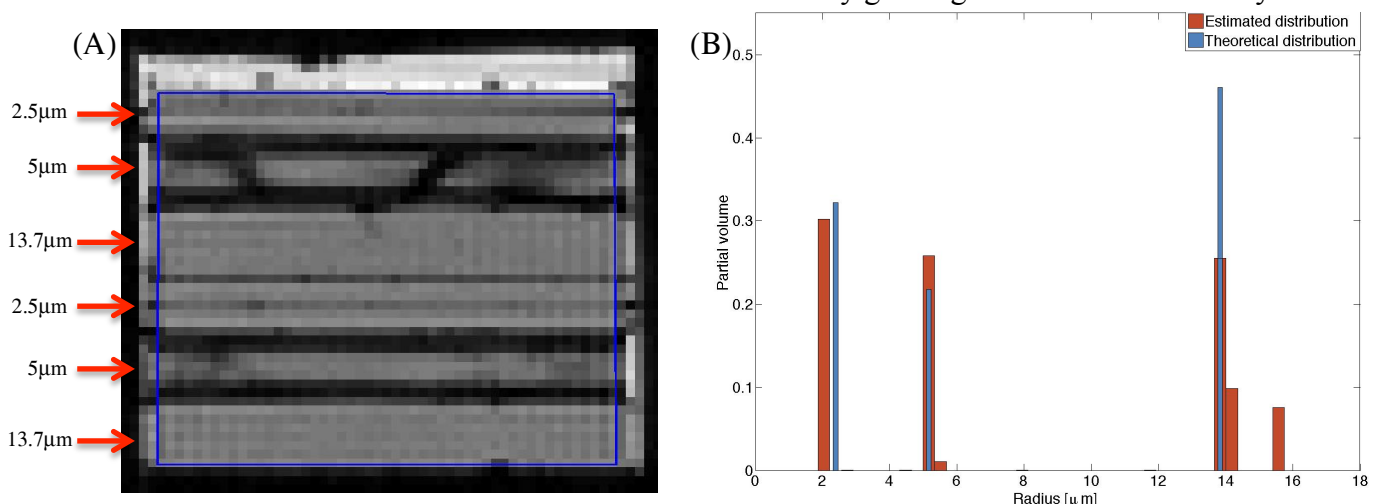 (A)
2.5μm
5μm
13.7μm
2.5μm
5μm
13.7μm
(B)
Estimated distribution
Theoretical distribution
Partial volume
0.5
0.4
0.3
0.2
0.1
0
0 2 4 6 8 10 12 14 16 18
Radius [μm]